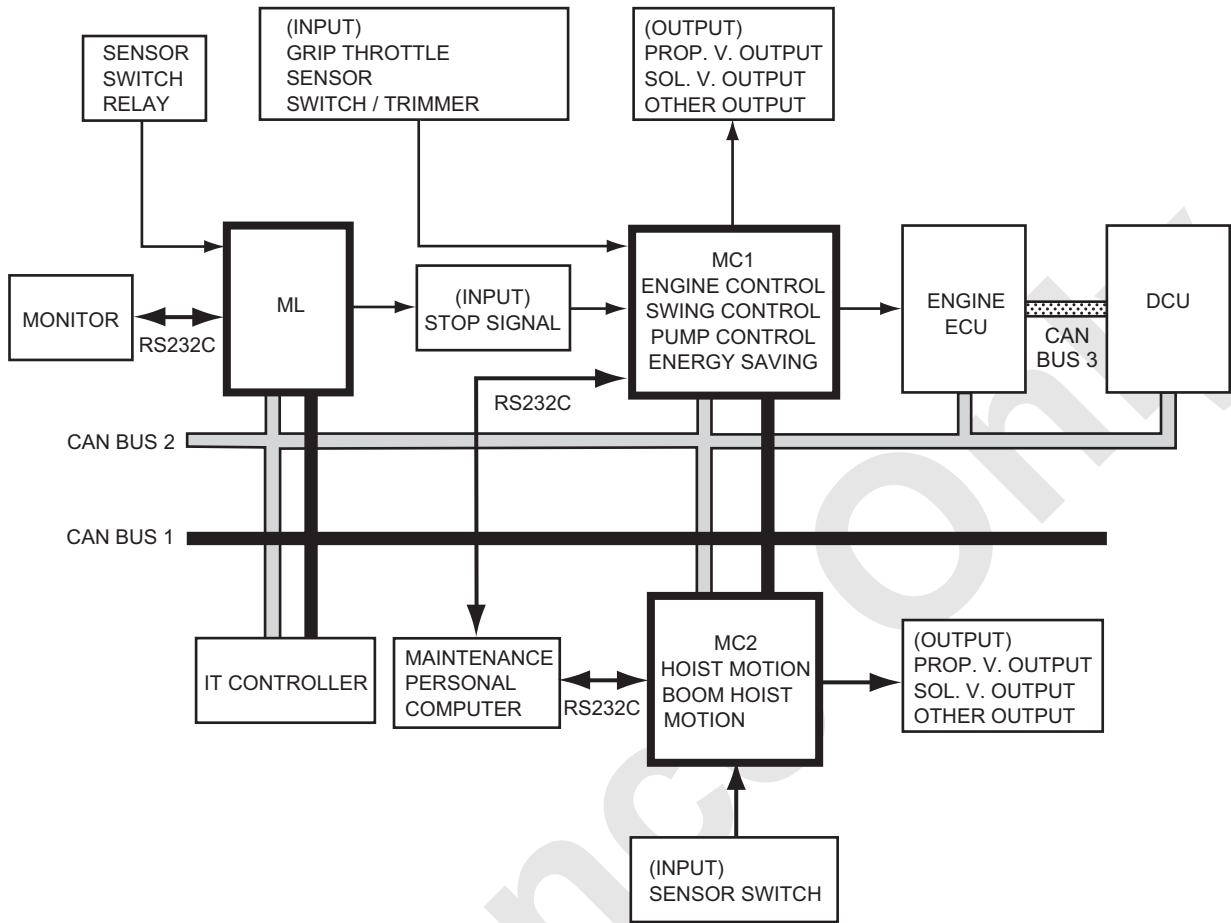 SENSOR
SWITCH
RELAY
(INPUT)
GRIP THROTTLE
SENSOR
SWITCH / TRIMMER
(OUTPUT)
PROP. V. OUTPUT
SOL. V. OUTPUT
OTHER OUTPUT
MONITOR
RS232C
ML
(INPUT)
STOP SIGNAL
MC1
ENGINE CONTROL
SWING CONTROL
PUMP CONTROL
ENERGY SAVING
ENGINE
ECU
CAN
BUS 3
DCU
RS232C
CAN BUS 2
CAN BUS 1
IT CONTROLLER
MAINTENANCE
PERSONAL
COMPUTER
RS232C
MC2
HOIST MOTION
BOOM HOIST
MOTION
(OUTPUT)
PROP. V. OUTPUT
SOL. V. OUTPUT
OTHER OUTPUT
(INPUT)
SENSOR SWITCH